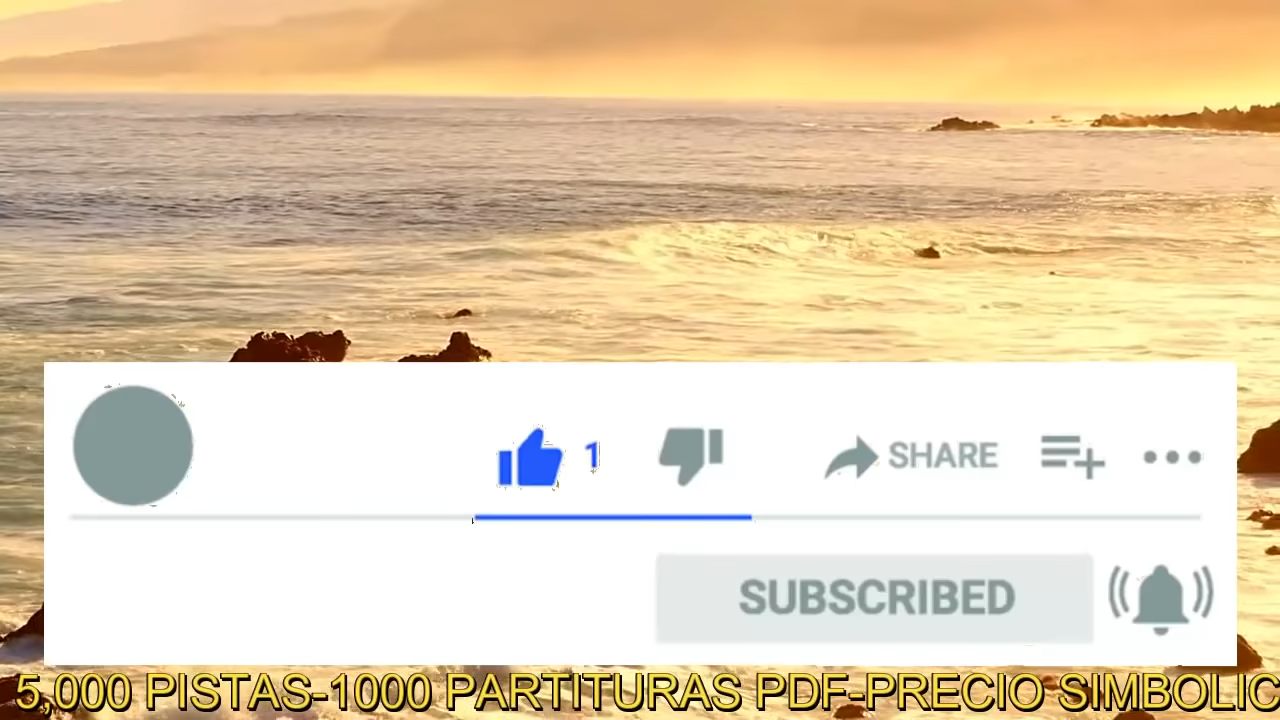 1
SHARE
SUBSCRIBED
5,000 PISTAS-1000 PARTITURAS PDF-PRECIO SIMBOLIC